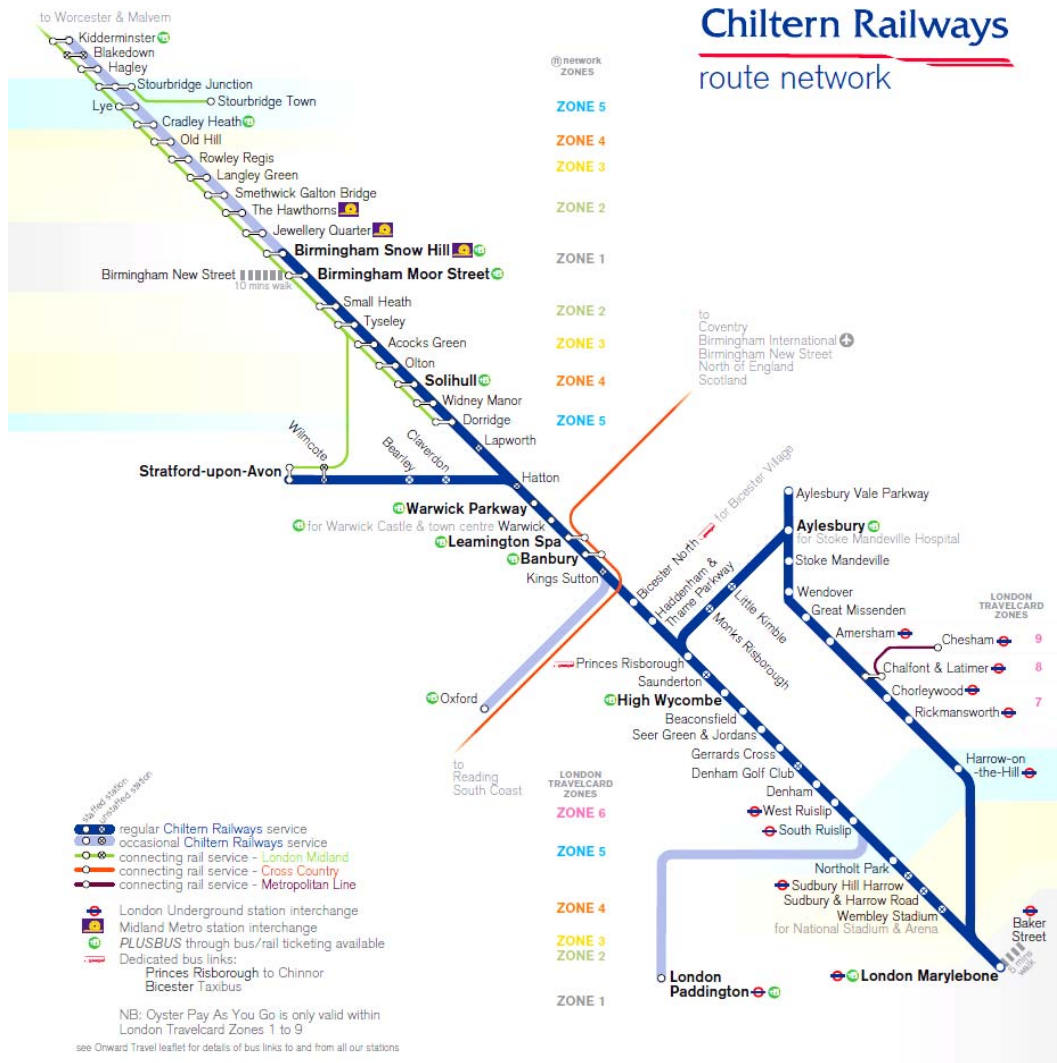 Chiltern Railways
route network
to Worcester & Malvern
Kidderminster
Blakedown
Hagley
Stourbridge Junction
Stourbridge Town
Lye
Cradley Heath
Old Hill
Rowley Regis
Langley Green
Smethwick Galton Bridge
The Hawthorns
Jewellery Quarter
Birmingham Snow Hill
Birmingham New Street
10 mins walk
Birmingham Moor Street
Small Heath
Tyseley
Acocks Green
Olton
Solihull
Widney Manor
Dorridge
Lapworth
network
ZONES
ZONE 5
ZONE 4
ZONE 3
ZONE 2
ZONE 1
ZONE 2
ZONE 3
ZONE 4
ZONE 5
to
Coventry
Birmingham International
Birmingham New Street
North of England
Scotland
Stratford-upon-Avon
Wilmcote
Bearley
Claverdon
Hatton
Warwick Parkway
for Warwick Castle & town centre Warwick
Leamington Spa
Banbury
Kings Sutton
Oxford
to
Reading
South Coast
Bicester North for Bicester Village
Haddenham &
Thame Parkway
Aylesbury Vale Parkway
Aylesbury
for Stoke Mandeville Hospital
Stoke Mandeville
Wendover
Great Missenden
Little Kimble
Monks Risborough
Amersham
Chesham
Chalfont & Latimer
Chorleywood
Rickmansworth
Harrow-on
-the-Hill
LONDON
TRAVELCARD
ZONES
9
8
7
Princes Risborough
Saunderton
High Wycombe
Beaconsfield
Seer Green & Jordans
Gerrards Cross
Denham Golf Club
Denham
West Ruislip
South Ruislip
Northolt Park
Sudbury Hill Harrow
Sudbury & Harrow Road
Wembley Stadium
for National Stadium & Arena
Baker
Street
5 mins
walk
London Marylebone
London
Paddington
LONDON
TRAVELCARD
ZONES
ZONE 6
ZONE 5
ZONE 4
ZONE 3
ZONE 2
ZONE 1
staffed station
unstaffed station
regular Chiltern Railways service
occasional Chiltern Railways service
connecting rail service - London Midland
connecting rail service - Cross Country
connecting rail service - Metropolitan Line
London Underground station interchange
Midland Metro station interchange
PLUSBUS through bus/rail ticketing available
Dedicated bus links:
Princes Risborough to Chinnor
Bicester Taxibus
NB: Oyster Pay As You Go is only valid within
London Travelcard Zones 1 to 9
see Onward Travel leaflet for details of bus links to and from all our stations